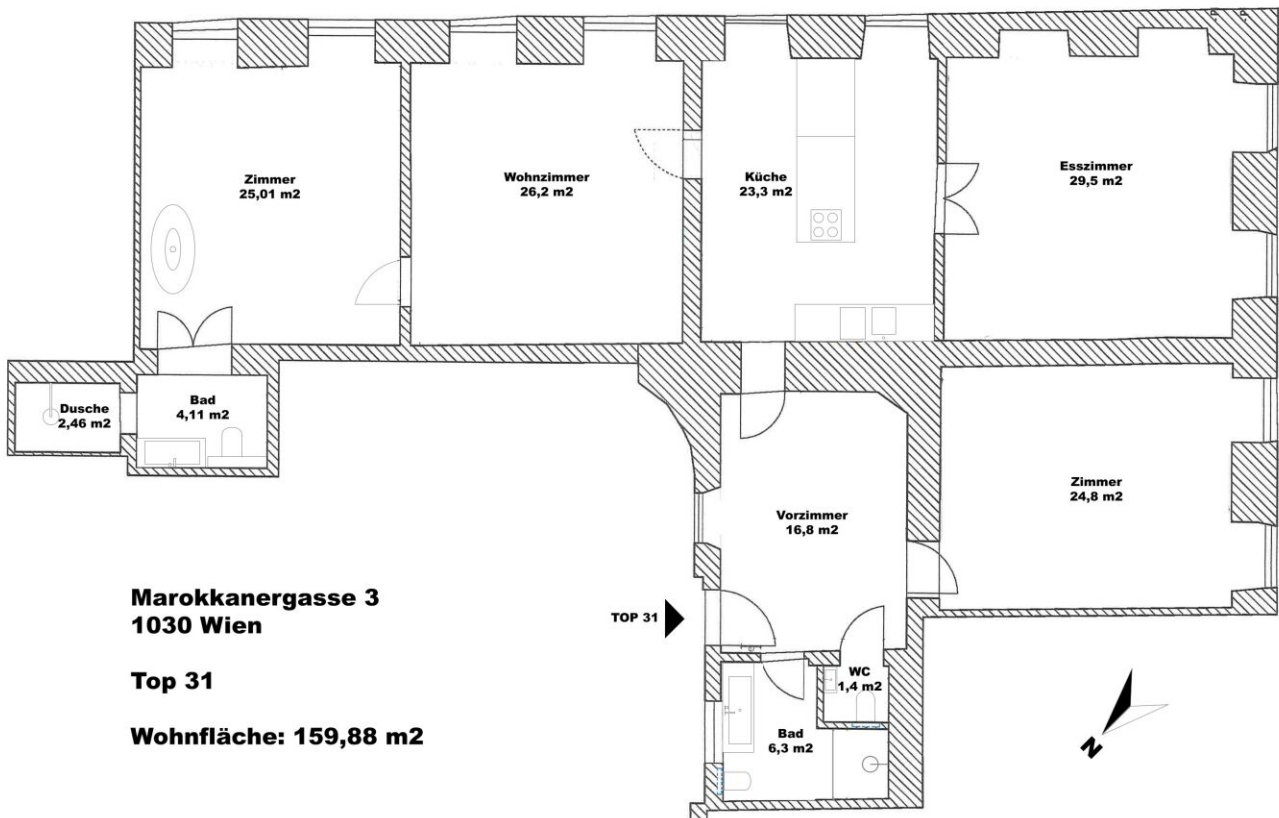 Zimmer
25,01 m2
Wohnzimmer
26,2 m2
Küche
23,3 m2
Esszimmer
29,5 m2
Dusche
2,46 m2
Bad
4,11 m2
Zimmer
24,8 m2
Vorzimmer
16,8 m2
TOP 31
WC
1,4 m2
Bad
6,3 m2
Marokkanergasse 3
1030 Wien
Top 31
Wohnfläche: 159,88 m2
N